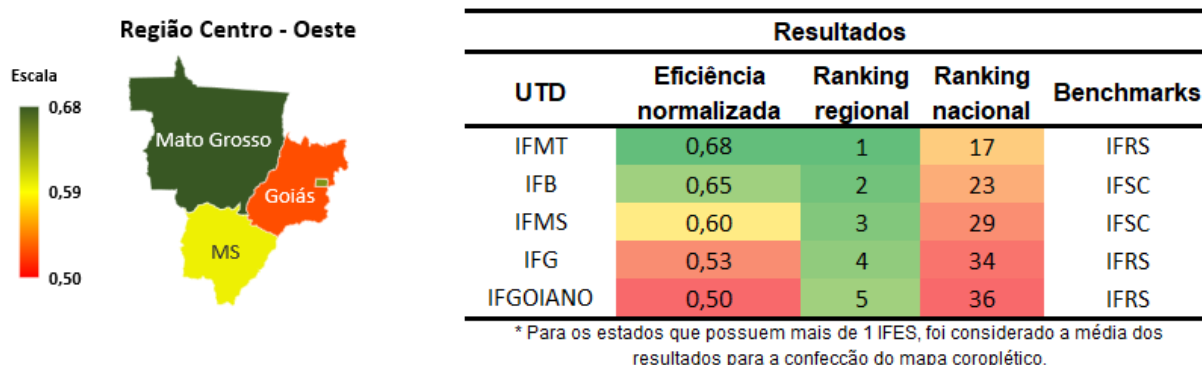 Região Centro - Oeste
Escala
0,68
0,59
0,50
Mato Grosso
Goiás
MS
Resultados
UTD Eficiência normalizada Ranking regional Ranking nacional Benchmarks
IFMT 0,68 1 17 IFRS
IFB 0,65 2 23 IFSC
IFMS 0,60 3 29 IFSC
IFG 0,53 4 34 IFRS
IFGOIANO 0,50 5 36 IFRS
* Para os estados que possuem mais de 1 IFES, foi considerado a média dos
resultados para a confecção do mapa coroplético.